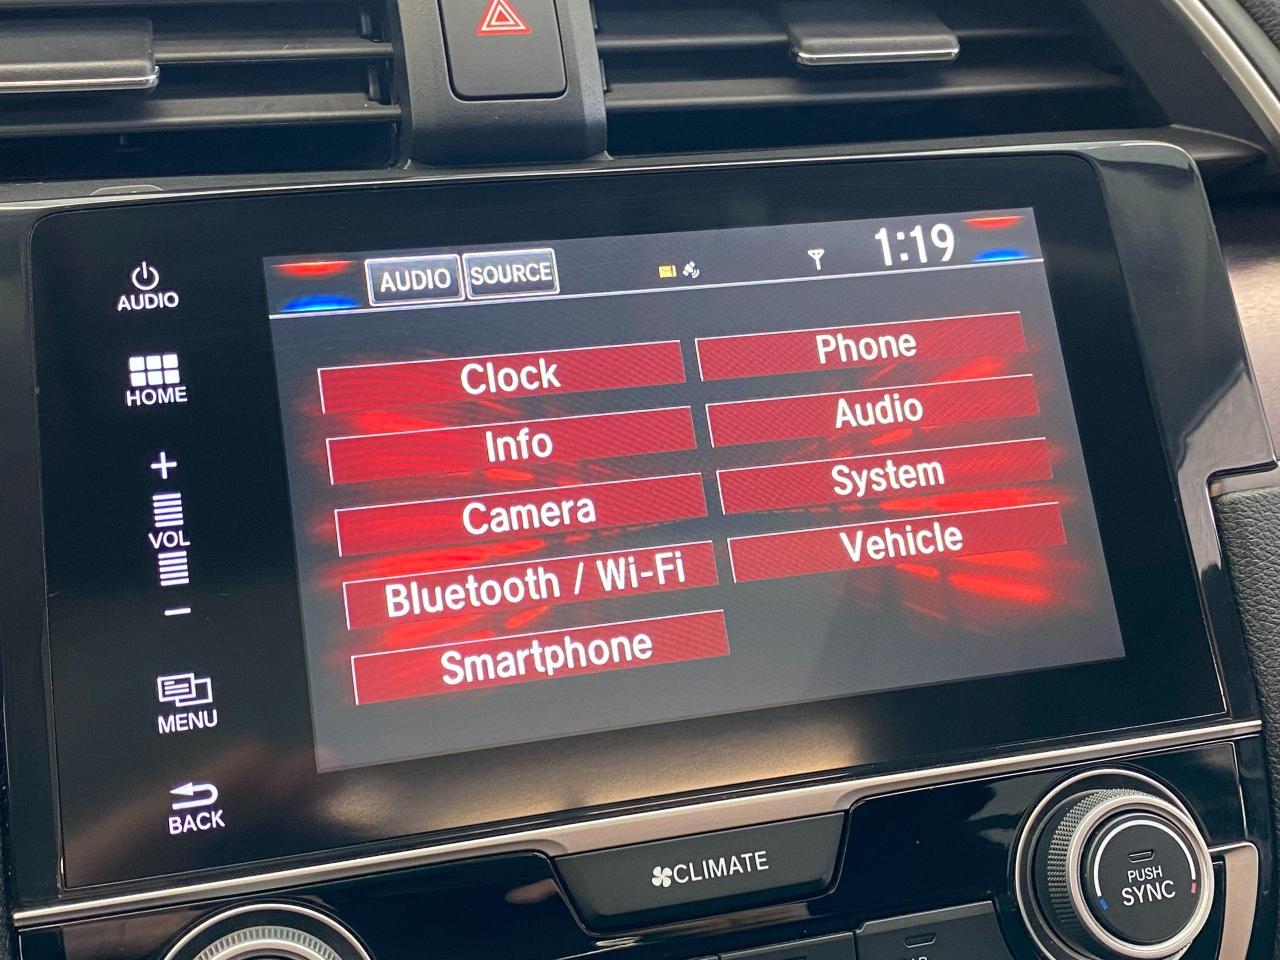 AUDIO
HOME
+
VOL
−
MENU
BACK
AUDIO SOURCE 1:19
Clock
Phone
Info
Audio
Camera
System
Bluetooth / Wi-Fi
Vehicle
Smartphone
CLIMATE
PUSH
SYNC